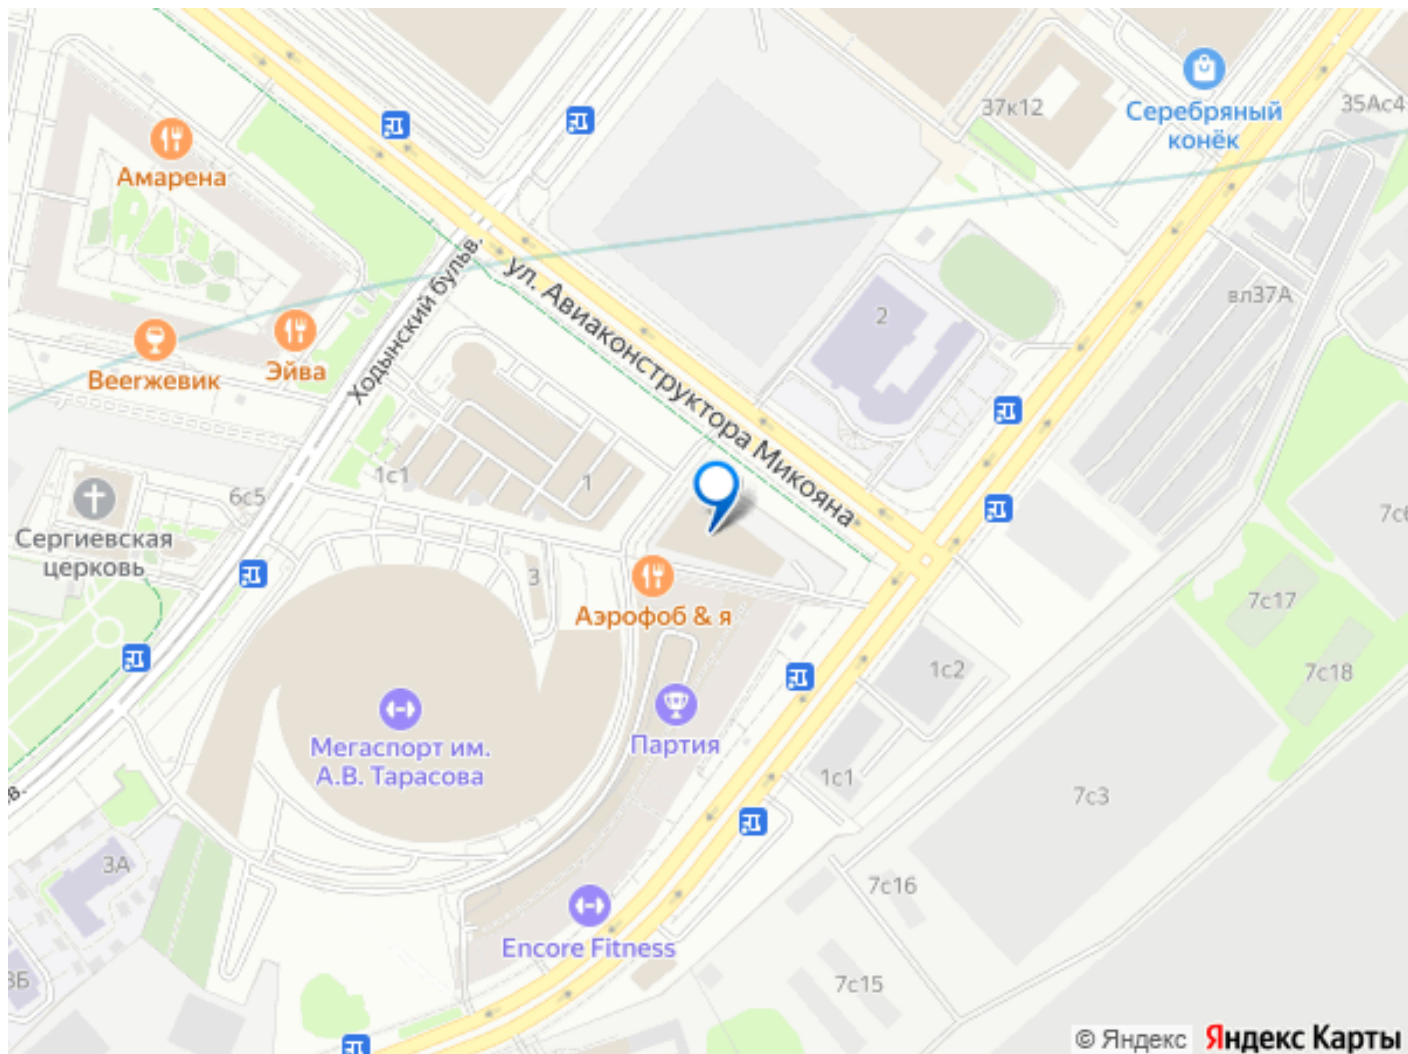 37к12
35Ас4
Серебряный
конёк
Амарена
вл37А
2
ул. Авиаконструктора Микояна
Ходынский бульв.
Эйва
Веегжевик
1с1
1
6с5
Сергиевская
церковь
3
Аэрофоб & я
7с17
7с18
1с2
Партия
Мегаспорт им.
А.В. Тарасова
1с1
7с3
3А
7с16
Encore Fitness
7с15
© Яндекс Яндекс Карты